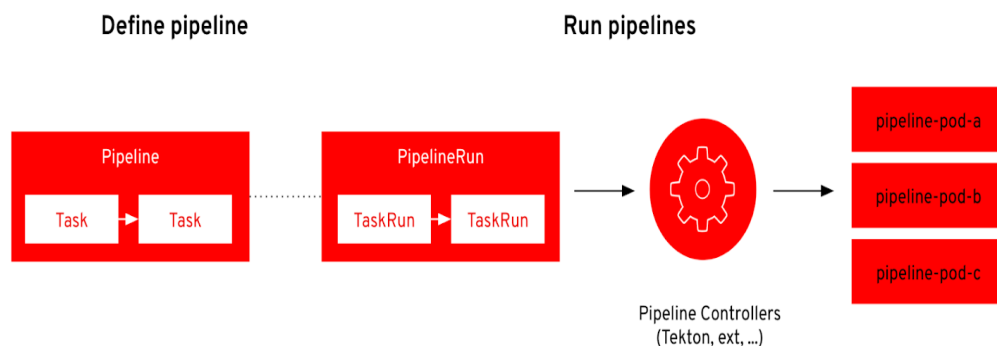 Define pipeline
Run pipelines
Pipeline
Task
Task
PipelineRun
TaskRun
TaskRun
Pipeline Controllers
(Tekton, ext, ...)
pipeline-pod-a
pipeline-pod-b
pipeline-pod-c